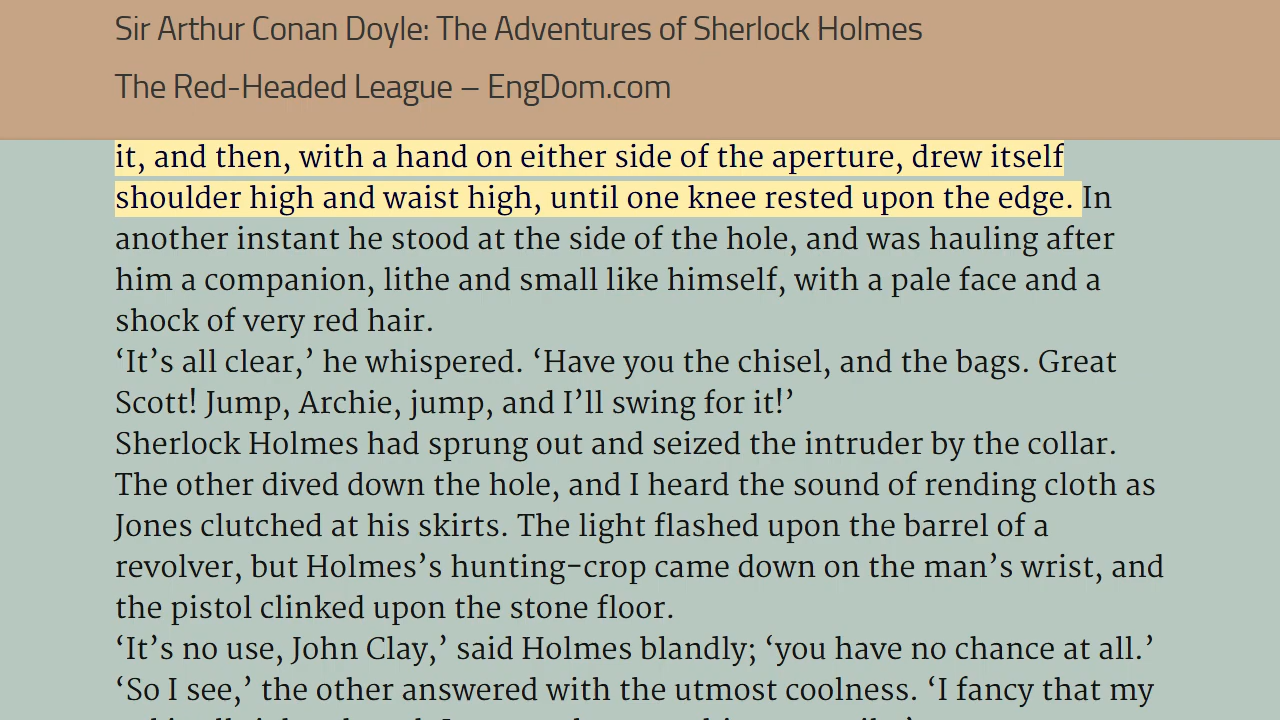 Sir Arthur Conan Doyle: The Adventures of Sherlock Holmes
The Red-Headed League – EngDom.com
it, and then, with a hand on either side of the aperture, drew itself
shoulder high and waist high, until one knee rested upon the edge. In
another instant he stood at the side of the hole, and was hauling after
him a companion, lithe and small like himself, with a pale face and a
shock of very red hair.
‘It’s all clear,’ he whispered. ‘Have you the chisel, and the bags. Great
Scott! Jump, Archie, jump, and I’ll swing for it!’
Sherlock Holmes had sprung out and seized the intruder by the collar.
The other dived down the hole, and I heard the sound of rending cloth as
Jones clutched at his skirts. The light flashed upon the barrel of a
revolver, but Holmes’s hunting-crop came down on the man’s wrist, and
the pistol clinked upon the stone floor.
‘It’s no use, John Clay,’ said Holmes blandly; ‘you have no chance at all.’
‘So I see,’ the other answered with the utmost coolness. ‘I fancy that my